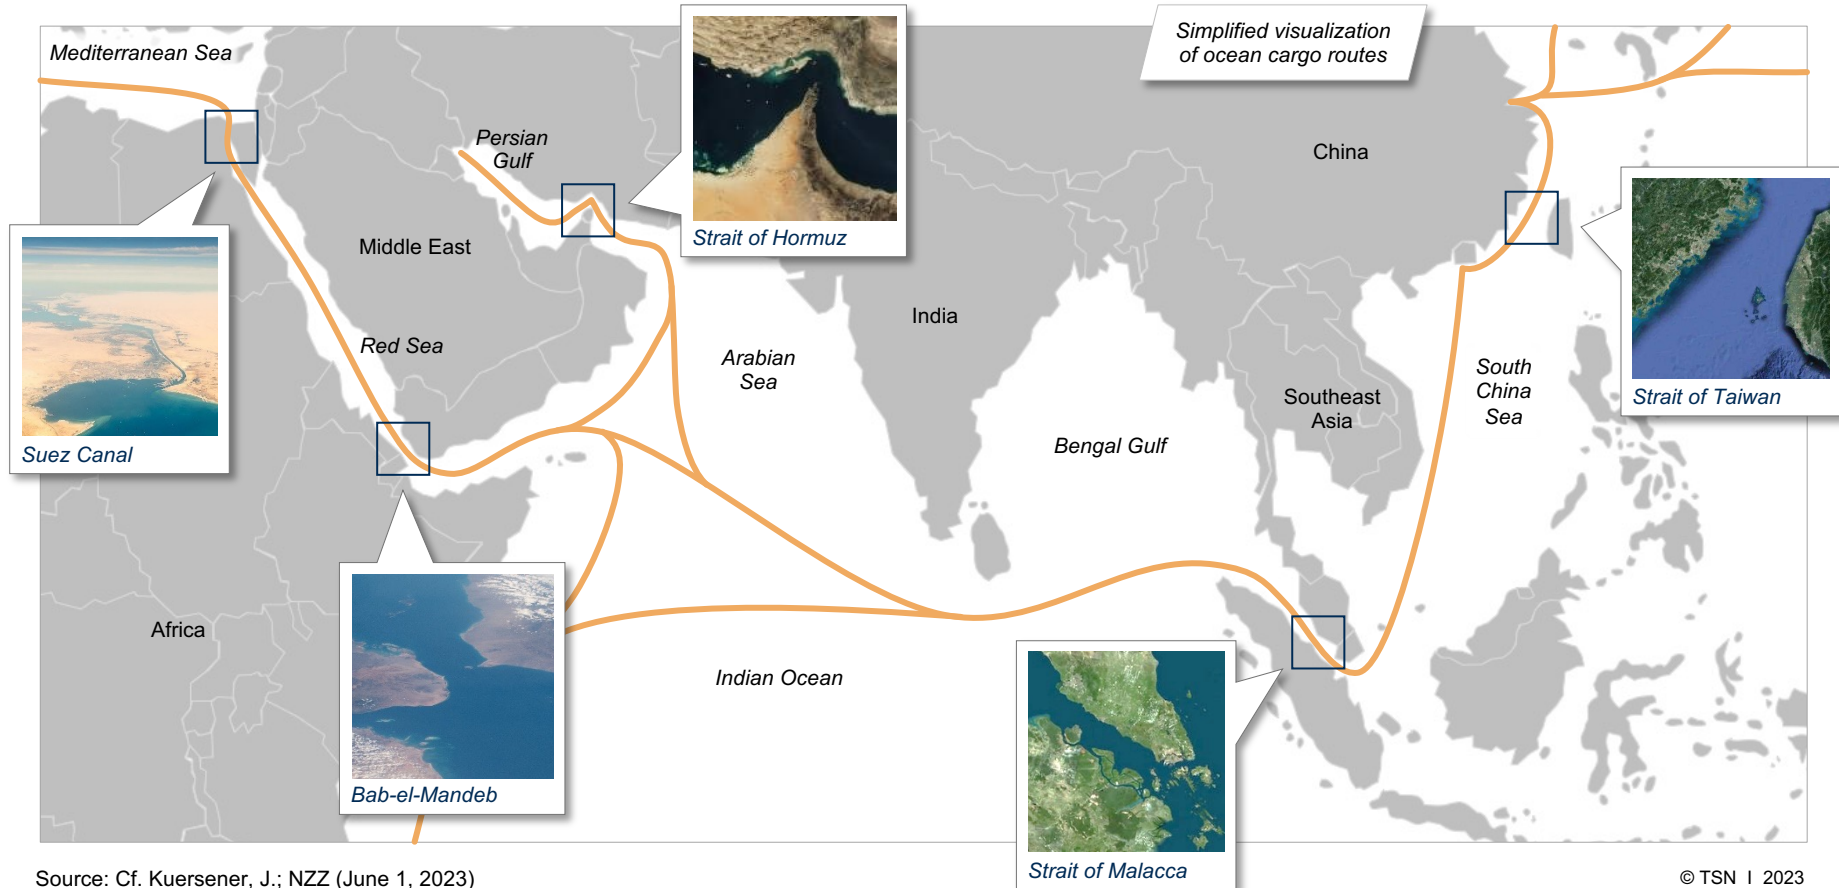 Mediterranean Sea
Simplified visualization
of ocean cargo routes
Persian
Gulf
China
Strait of Hormuz
Middle East
India
Red Sea
Arabian
Sea
South
China
Sea
Strait of Taiwan
Southeast
Asia
Suez Canal
Bengal Gulf
Africa
Indian Ocean
Bab-el-Mandeb
Strait of Malacca
Source: Cf. Kuersener, J.; NZZ (June 1, 2023)
© TSN I 2023